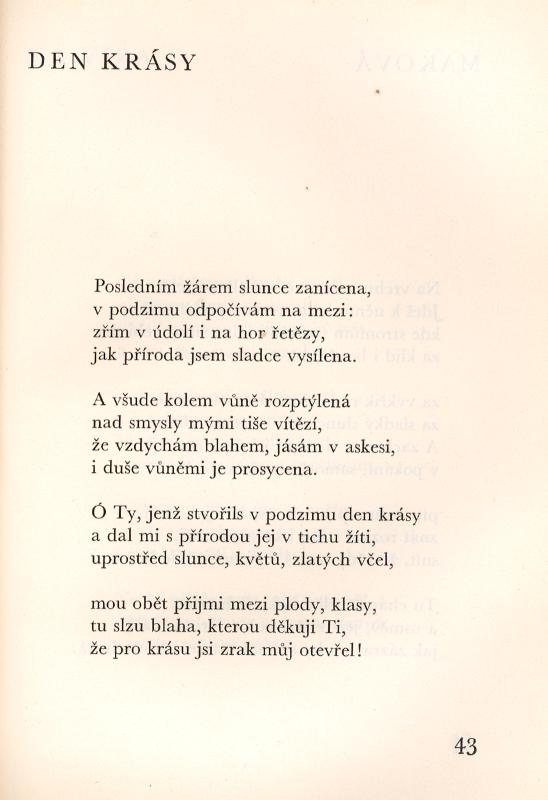 DEN KRÁSY
Posledním žárem slunce zanícena,
v podzimu odpočívám na mezi:
zřím v údolí i na hor řetězy,
jak příroda jsem sladce vysílena.
A všude kolem vůně rozptýlená
nad smysly mými tiše vítězí,
že vzdychám blahem, jásám v askesi,
i duše vůněmi je prosycena.
Ó Ty, jenž stvořils v podzimu den krásy
a dal mi s přírodou jej v tichu žíti,
uprostřed slunce, květů, zlatých včel,
mou obět přijmi mezi plody, klasy,
tu slzu blaha, kterou děkuji Ti,
že pro krásu jsi zrak můj otevřel!
43